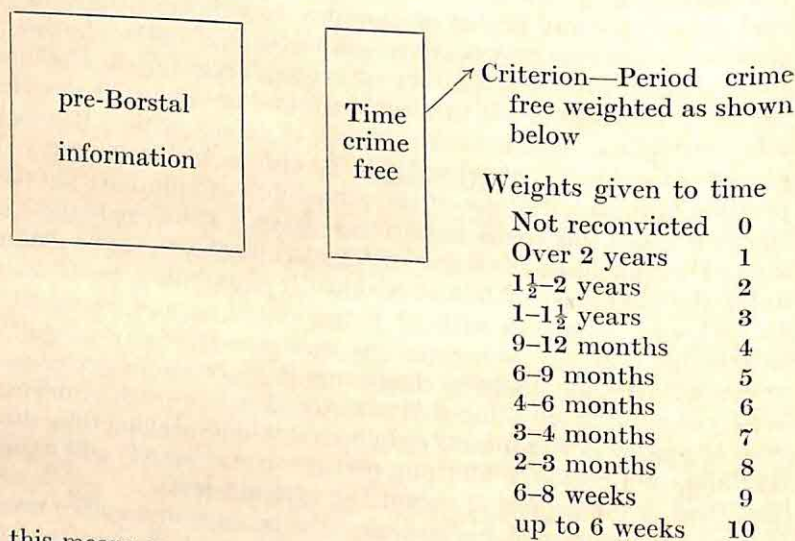 pre-Borstal
information
Time
crime
free
Criterion—Period crime
free weighted as shown
below
Weights given to time
Not reconvicted 0
Over 2 years 1
1½–2 years 2
1–1½ years 3
9–12 months 4
6–9 months 5
4–6 months 6
3–4 months 7
2–3 months 8
6–8 weeks 9
up to 6 weeks 10
this